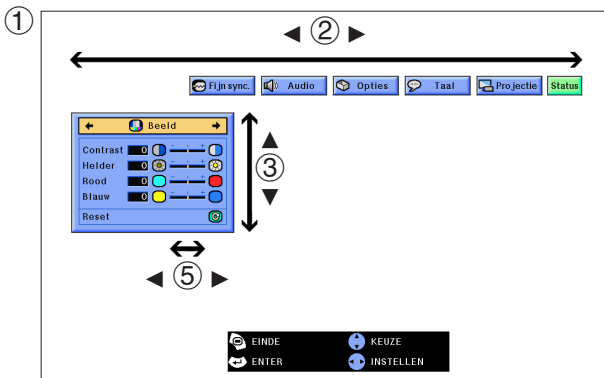 ①
◄ ② ►
Fijn sync. Audio Opties Taal Projectie Status
Beeld
Contrast 0 - +
Helder 0 - +
③
Rood 0 - +
Blauw 0 - +
Reset
◄ ⑤ ►
EINDE KEUZE
ENTER INSTELLEN